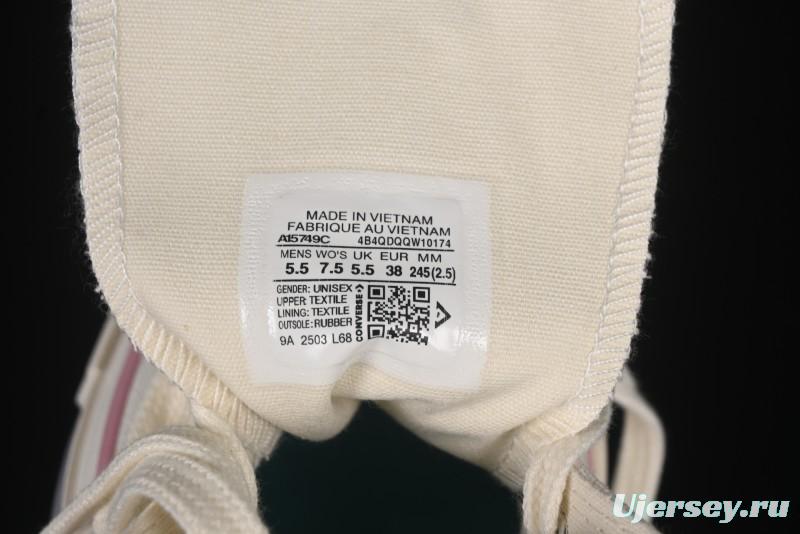 MADE IN VIETNAM
FABRIQUE AU VIETNAM
A15749C 4B4QDQQW10174
MENS WO'S UK EUR MM
5.5 7.5 5.5 38 245(2.5)
GENDER: UNISEX
UPPER: TEXTILE
LINING: TEXTILE
OUTSOLE: RUBBER
9A 2503 L68
CONVERSE
Ujersey.ru